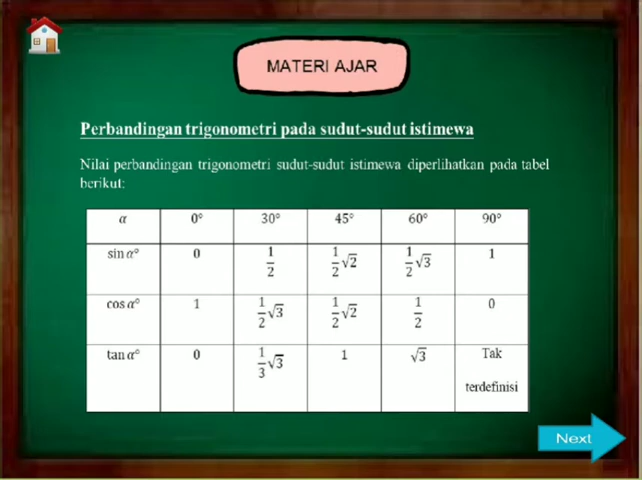 MATERI AJAR
Perbandingan trigonometri pada sudut-sudut istimewa
Nilai perbandingan trigonometri sudut-sudut istimewa diperlihatkan pada tabel
berikut:
α 0° 30° 45° 60° 90°
sin α° 0 1/2 1/2√2 1/2√3 1
cos α° 1 1/2√3 1/2√2 1/2 0
tan α° 0 1/3√3 1 √3 Tak
terdefinisi
Next